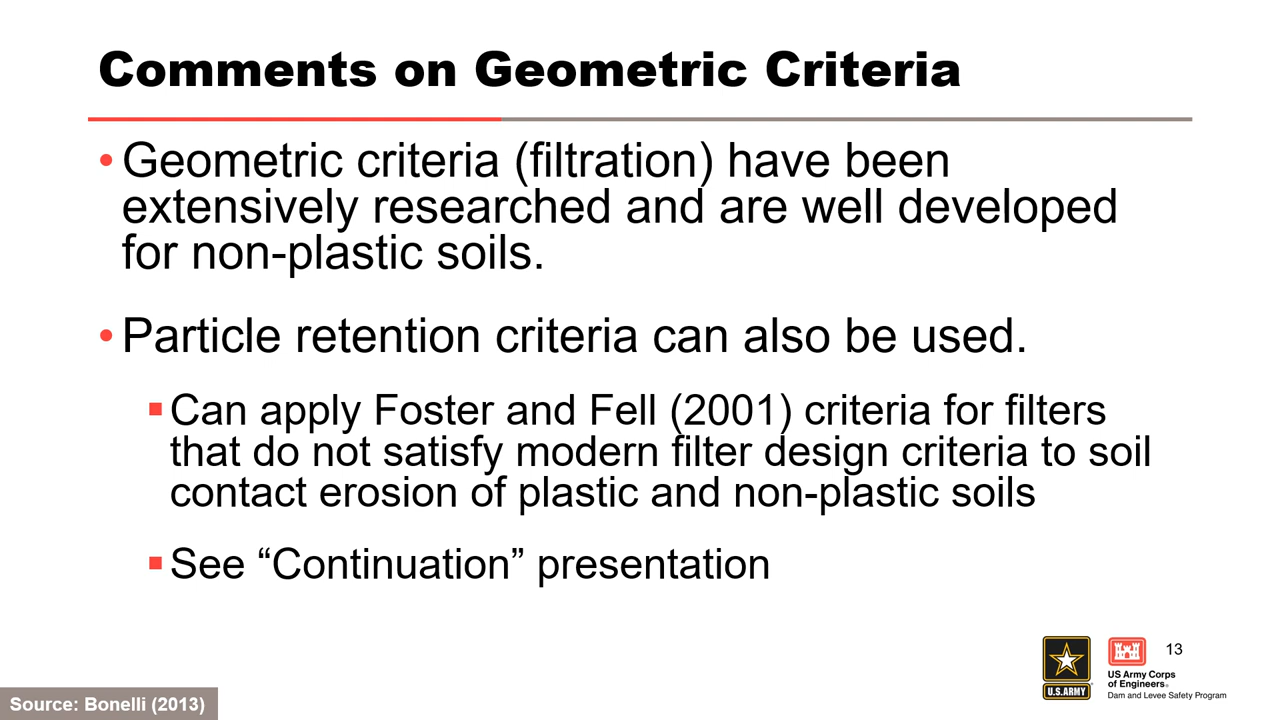 Comments on Geometric Criteria
• Geometric criteria (filtration) have been
extensively researched and are well developed
for non-plastic soils.
• Particle retention criteria can also be used.
▪ Can apply Foster and Fell (2001) criteria for filters
that do not satisfy modern filter design criteria to soil
contact erosion of plastic and non-plastic soils
▪ See “Continuation” presentation
13
U.S.ARMY
US Army Corps
of Engineers®
Dam and Levee Safety Program
Source: Bonelli (2013)